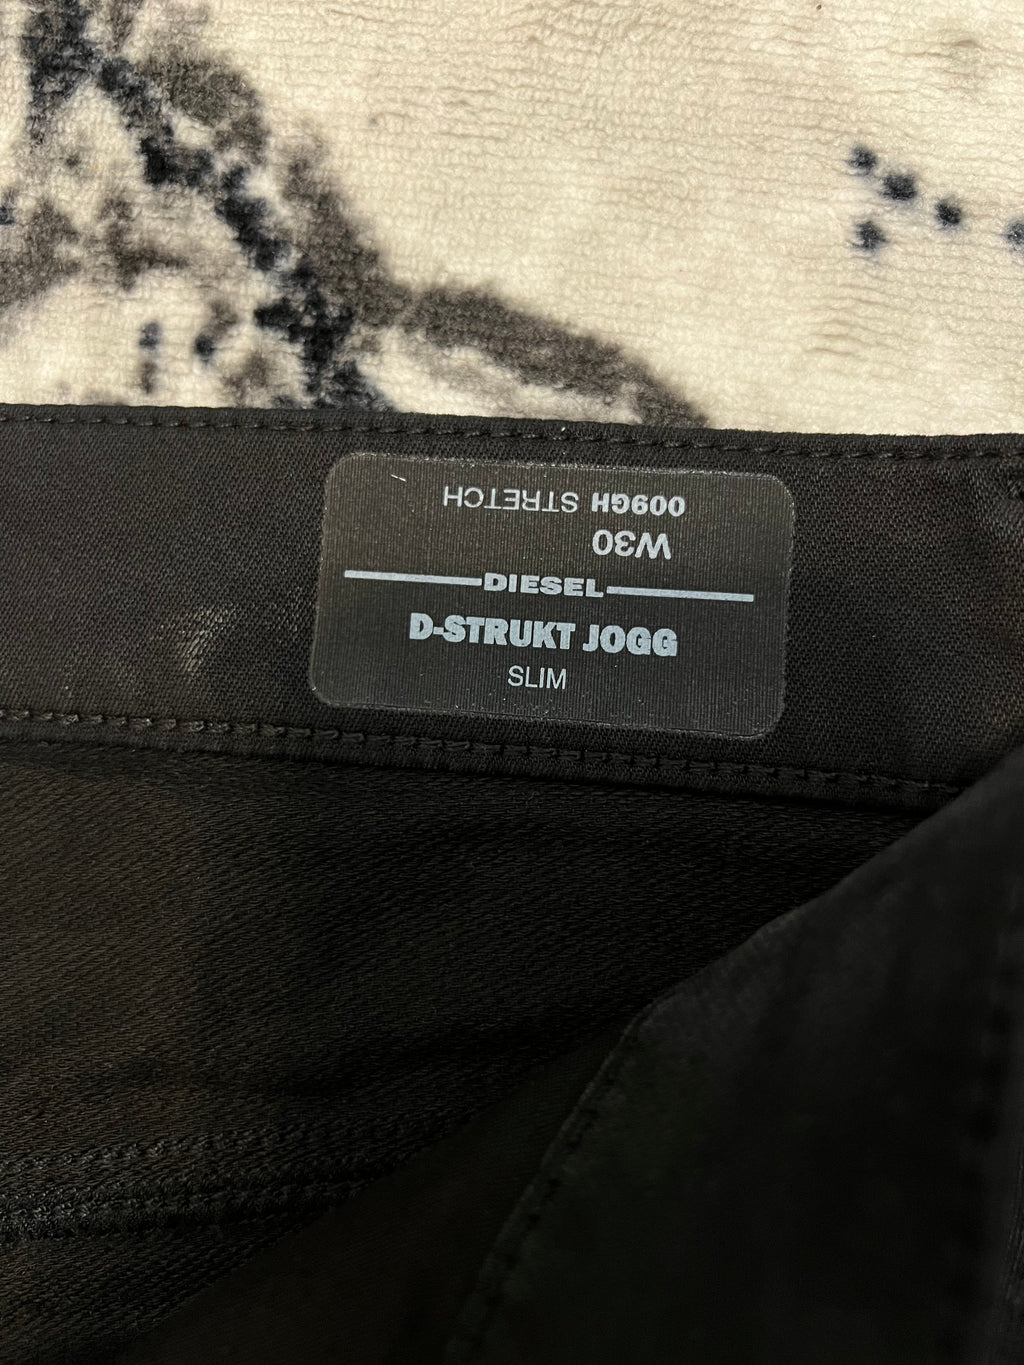 009GH STRETCH
W30
DIESEL
D-STRUKT JOGG
SLIM